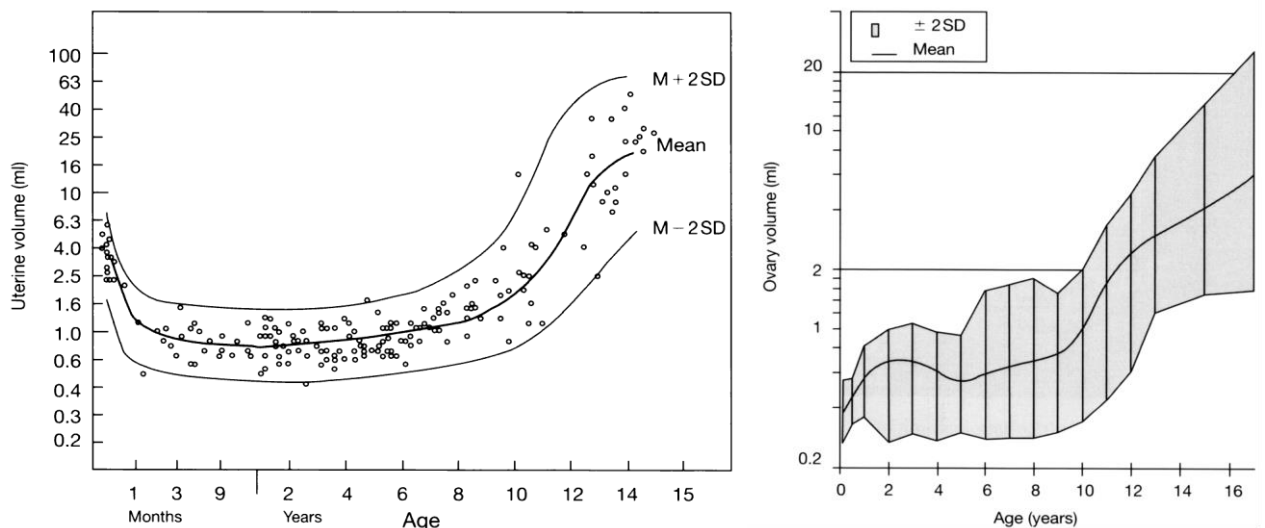 Uterine volume (ml)
100
63
40
25
16
10
6.3
4.0
2.5
1.6
1.0
0.6
0.4
0.3
0.2
M + 2SD
Mean
M − 2SD
1 3 9 2 4 6 8 10 12 14 15
Months Years Age
± 2SD
Mean
Ovary volume (ml)
20
10
2
1
0.2
0 2 4 6 8 10 12 14 16
Age (years)